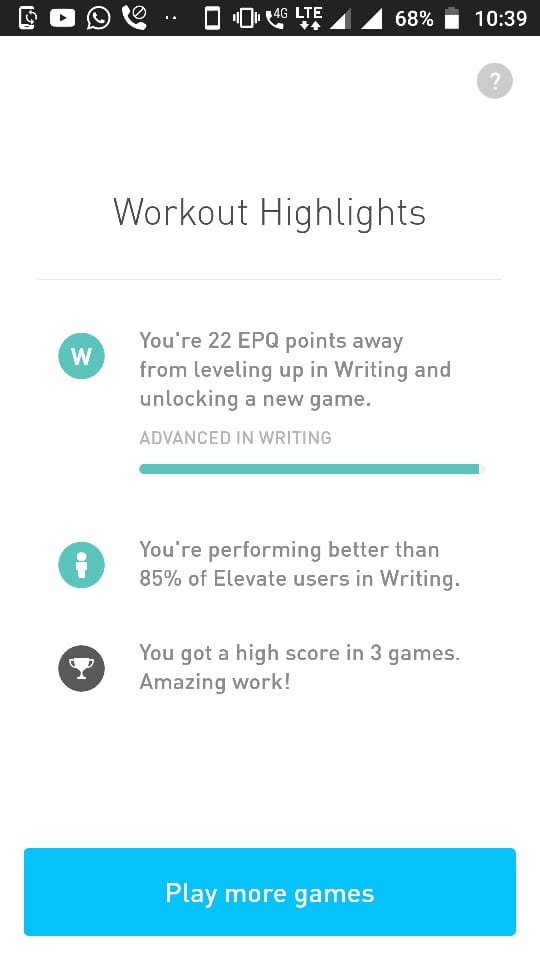 4G LTE 68% 10:39
?
Workout Highlights
W
You're 22 EPQ points away
from leveling up in Writing and
unlocking a new game.
ADVANCED IN WRITING
You're performing better than
85% of Elevate users in Writing.
You got a high score in 3 games.
Amazing work!
Play more games